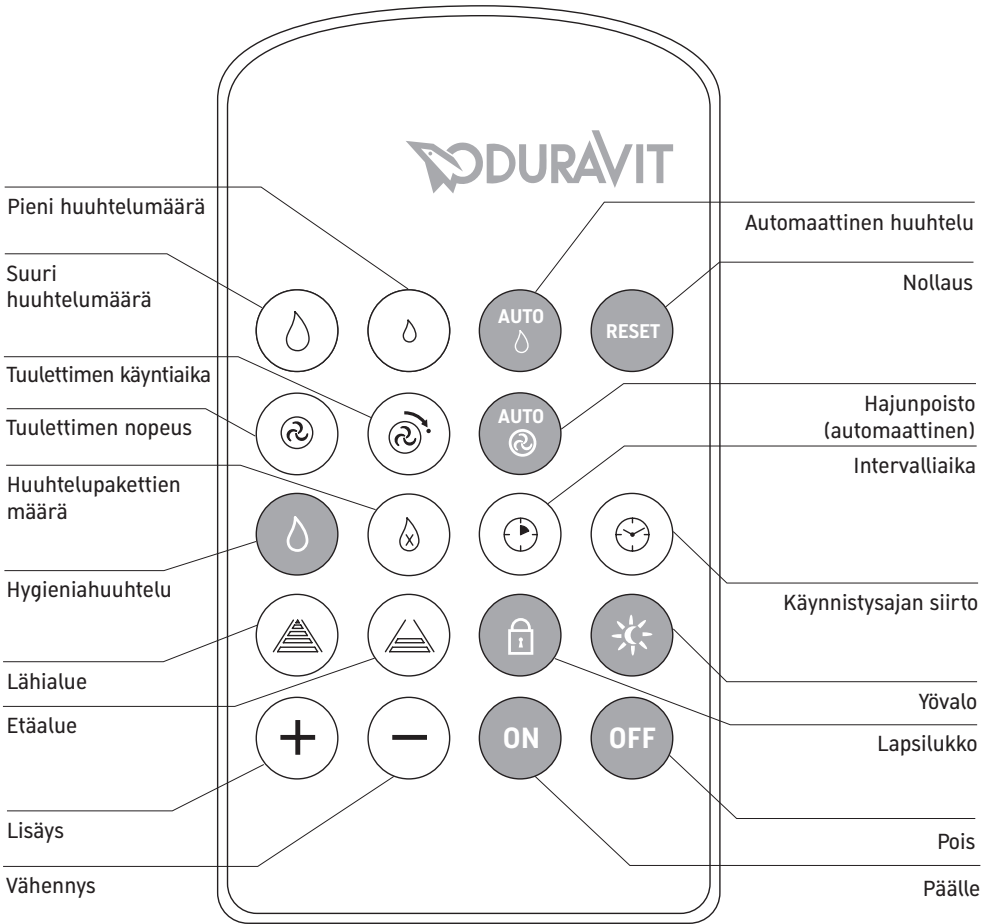 DURAVIT
Pieni huuhtelumäärä
Suuri
huuhtelumäärä
Tuulettimen käyntiaika
Tuulettimen nopeus
Huuhtelupakettien
määrä
Hygieniahuuhtelu
Lähialue
Etäalue
Lisäys
Vähennys
AUTO
RESET
AUTO
X
ON
OFF
Automaattinen huuhtelu
Nollaus
Hajunpoisto
(automaattinen)
Intervalliaika
Käynnistysajan siirto
Yövalo
Lapsilukko
Pois
Päälle